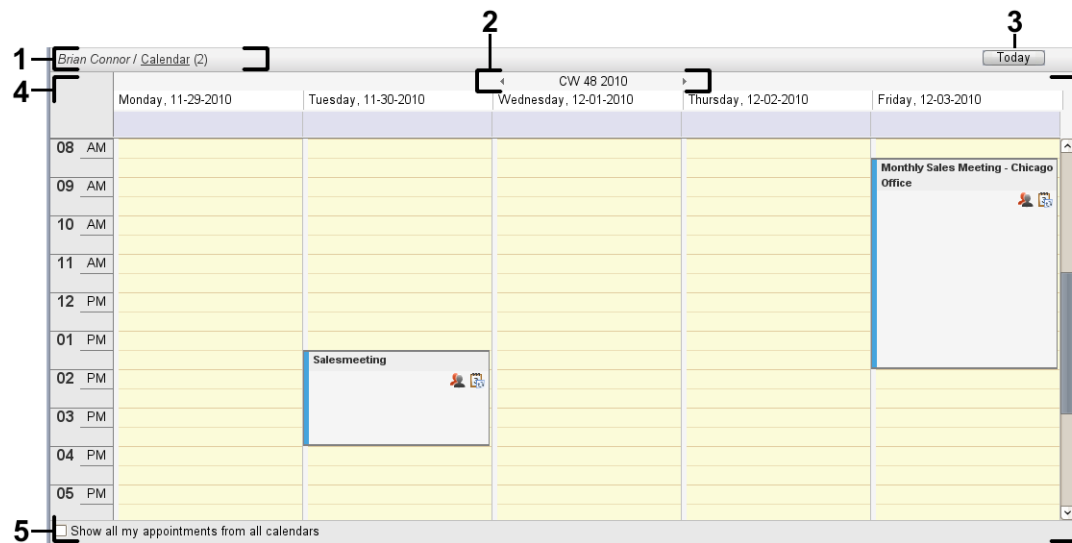 2
3
1
Brian Connor / Calendar (2)
Today
4
CW 48 2010
Monday, 11-29-2010
Tuesday, 11-30-2010
Wednesday, 12-01-2010
Thursday, 12-02-2010
Friday, 12-03-2010
08 AM
Monthly Sales Meeting - Chicago
Office
09 AM
10 AM
11 AM
12 PM
01 PM
Salesmeeting
02 PM
03 PM
04 PM
05 PM
5
Show all my appointments from all calendars